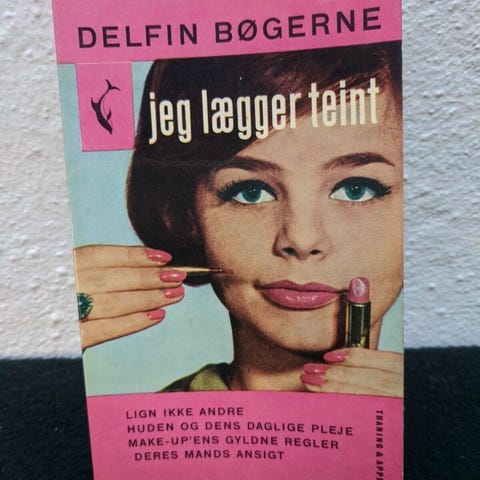 DELFIN BØGERNE
jeg lægger teint
LIGN IKKE ANDRE
HUDEN OG DENS DAGLIGE PLEJE
MAKE-UP'ENS GYLDNE REGLER
DERES MANDS ANSIGT
THANING & APPE